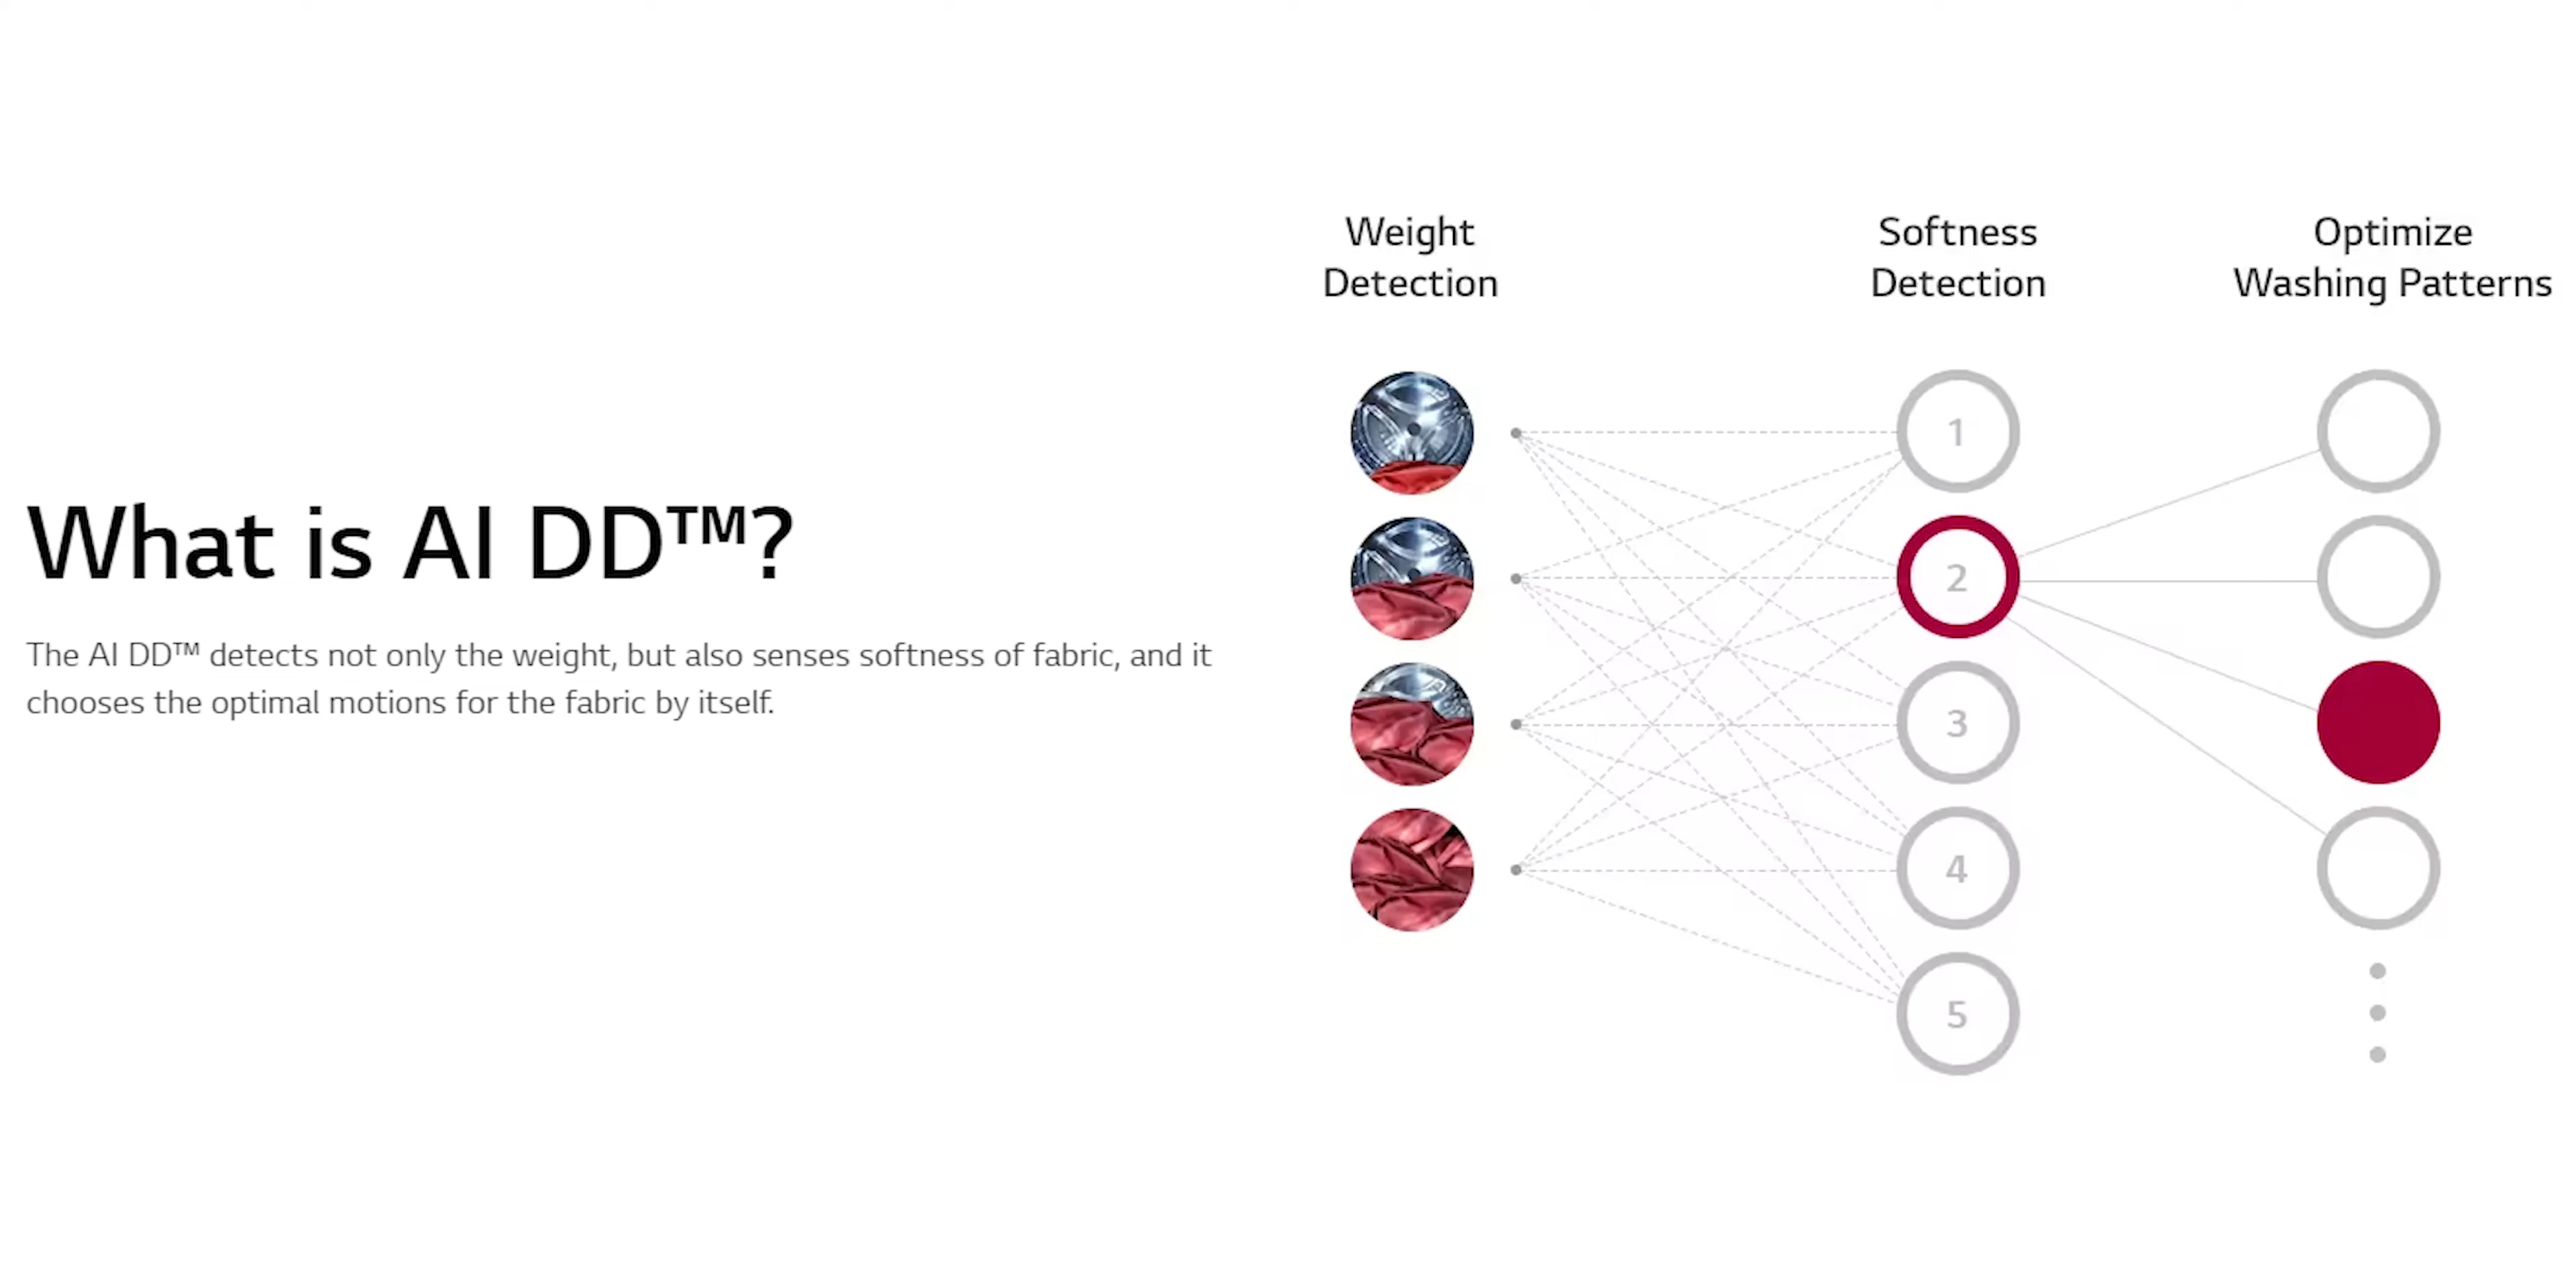 What is AI DD™?
The AI DD™ detects not only the weight, but also senses softness of fabric, and it
chooses the optimal motions for the fabric by itself.
Weight
Detection
Softness
Detection
Optimize
Washing Patterns
1
2
3
4
5